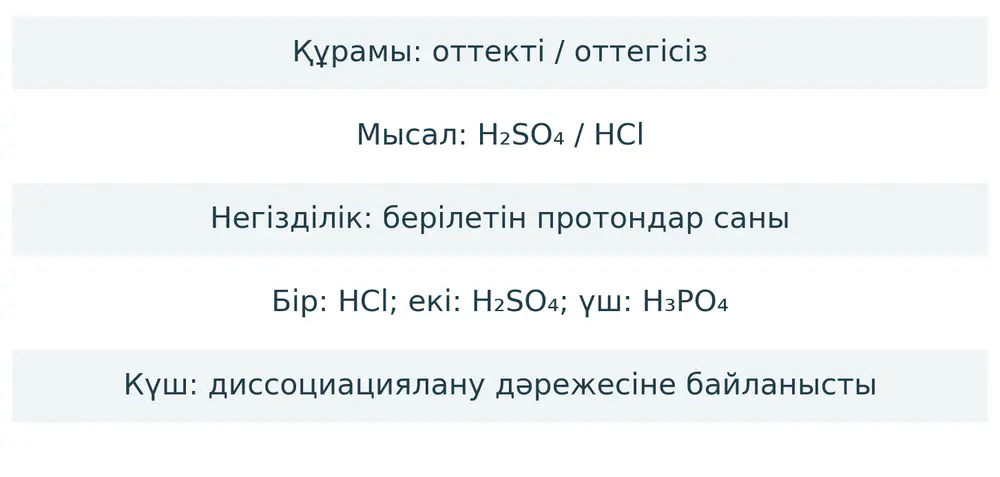 Құрамы: оттекті / оттегісіз
Мысал: H₂SO₄ / HCl
Негізділік: берілетін протондар саны
Бір: HCl; екі: H₂SO₄; үш: H₃PO₄
Күш: диссоциациялану дәрежесіне байланысты